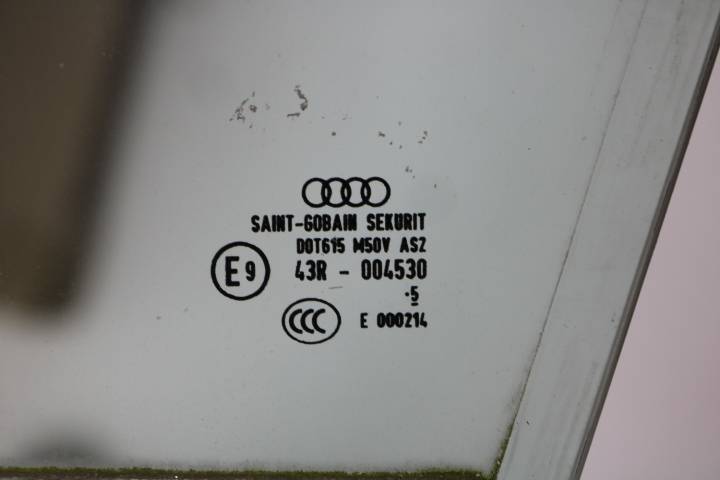 SAINT-GOBAIN SEKURIT
DOT615 M50V AS2
E9 43R - 004530
.5
CCC E 000214